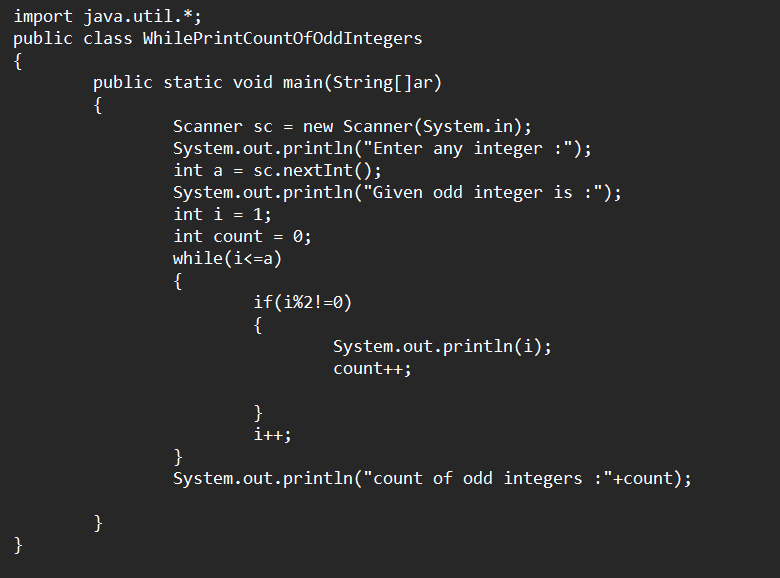 import java.util.*;
public class WhilePrintCountOfOddIntegers
{
        public static void main(String[]ar)
        {
                Scanner sc = new Scanner(System.in);
                System.out.println("Enter any integer :");
                int a = sc.nextInt();
                System.out.println("Given odd integer is :");
                int i = 1;
                int count = 0;
                while(i<=a)
                {
                        if(i%2!=0)
                        {
                                System.out.println(i);
                                count++;

                        }
                        i++;
                }
                System.out.println("count of odd integers :"+count);

        }
}